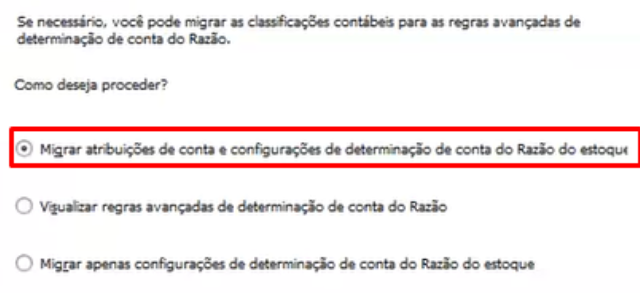 Se necessário, você pode migrar as classificações contábeis para as regras avançadas de
determinação de conta do Razão.
Como deseja proceder?
Migrar atribuições de conta e configurações de determinação de conta do Razão do estoque
Visualizar regras avançadas de determinação de conta do Razão
Migrar apenas configurações de determinação de conta do Razão do estoque